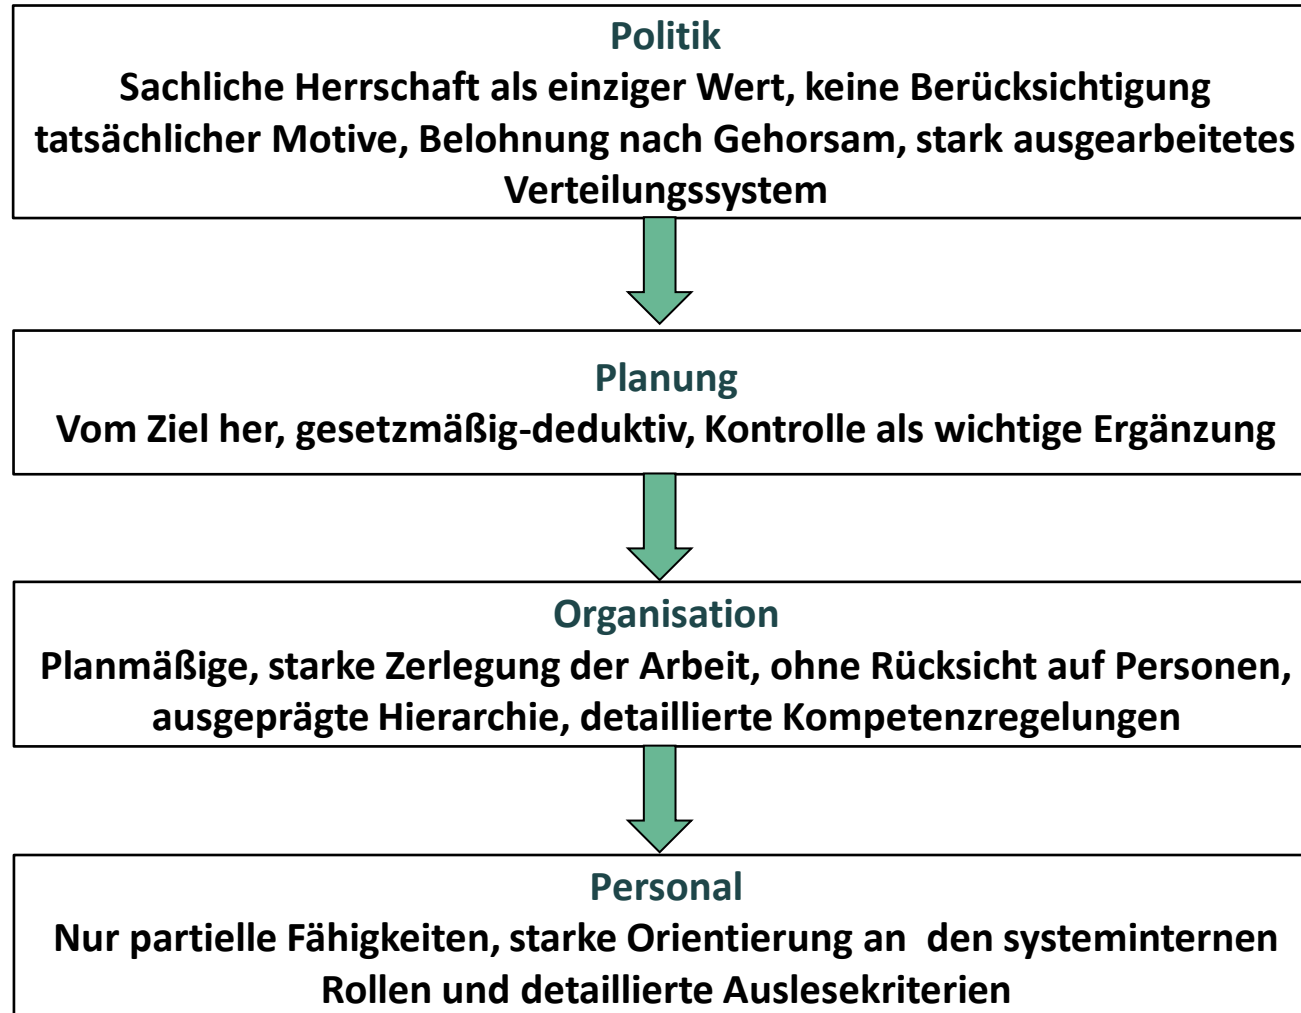 Politik
Sachliche Herrschaft als einziger Wert, keine Berücksichtigung
tatsächlicher Motive, Belohnung nach Gehorsam, stark ausgearbeitetes
Verteilungssystem
Planung
Vom Ziel her, gesetzmäßig-deduktiv, Kontrolle als wichtige Ergänzung
Organisation
Planmäßige, starke Zerlegung der Arbeit, ohne Rücksicht auf Personen,
ausgeprägte Hierarchie, detaillierte Kompetenzregelungen
Personal
Nur partielle Fähigkeiten, starke Orientierung an  den systeminternen
Rollen und detaillierte Auslesekriterien